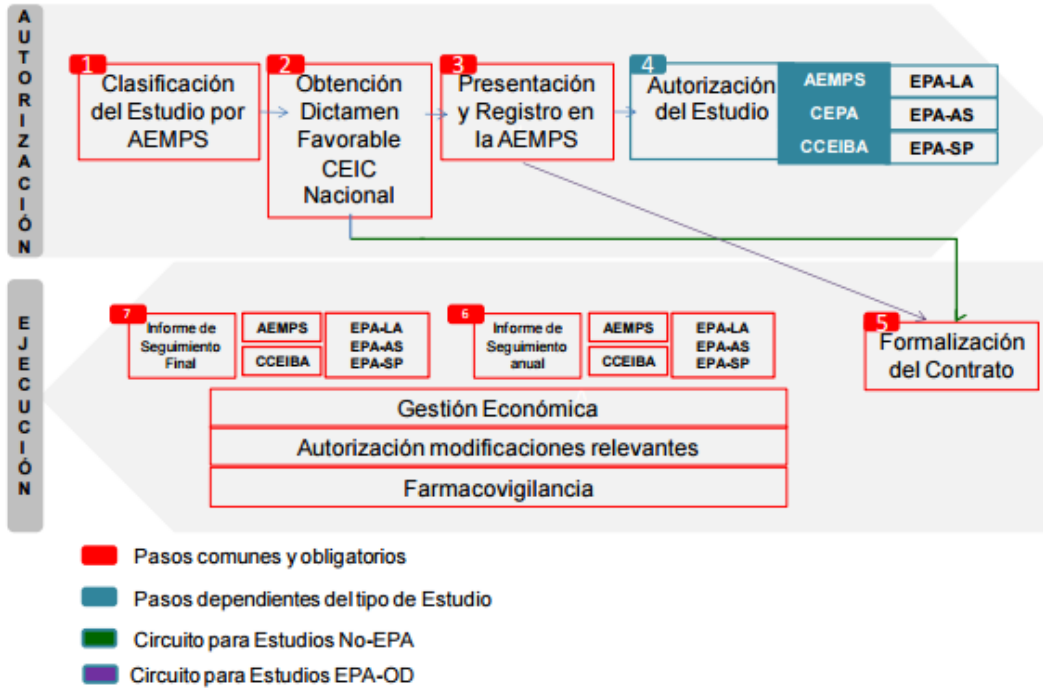 AUTORIZACIÓN
1
Clasificación
del Estudio por
AEMPS
2
Obtención
Dictamen
Favorable
CEIC
Nacional
3
Presentación
y Registro en
la AEMPS
4
Autorización
del Estudio
AEMPS
EPA-LA
CEPA
EPA-AS
CCEIBA
EPA-SP
EJECUCIÓN
7
Informe de
Seguimiento
Final
AEMPS
CCEIBA
EPA-LA
EPA-AS
EPA-SP
6
Informe de
Seguimiento
anual
AEMPS
CCEIBA
EPA-LA
EPA-AS
EPA-SP
5
Formalización
del Contrato
Gestión Económica
Autorización modificaciones relevantes
Farmacovigilancia
Pasos comunes y obligatorios
Pasos dependientes del tipo de Estudio
Circuito para Estudios No-EPA
Circuito para Estudios EPA-OD